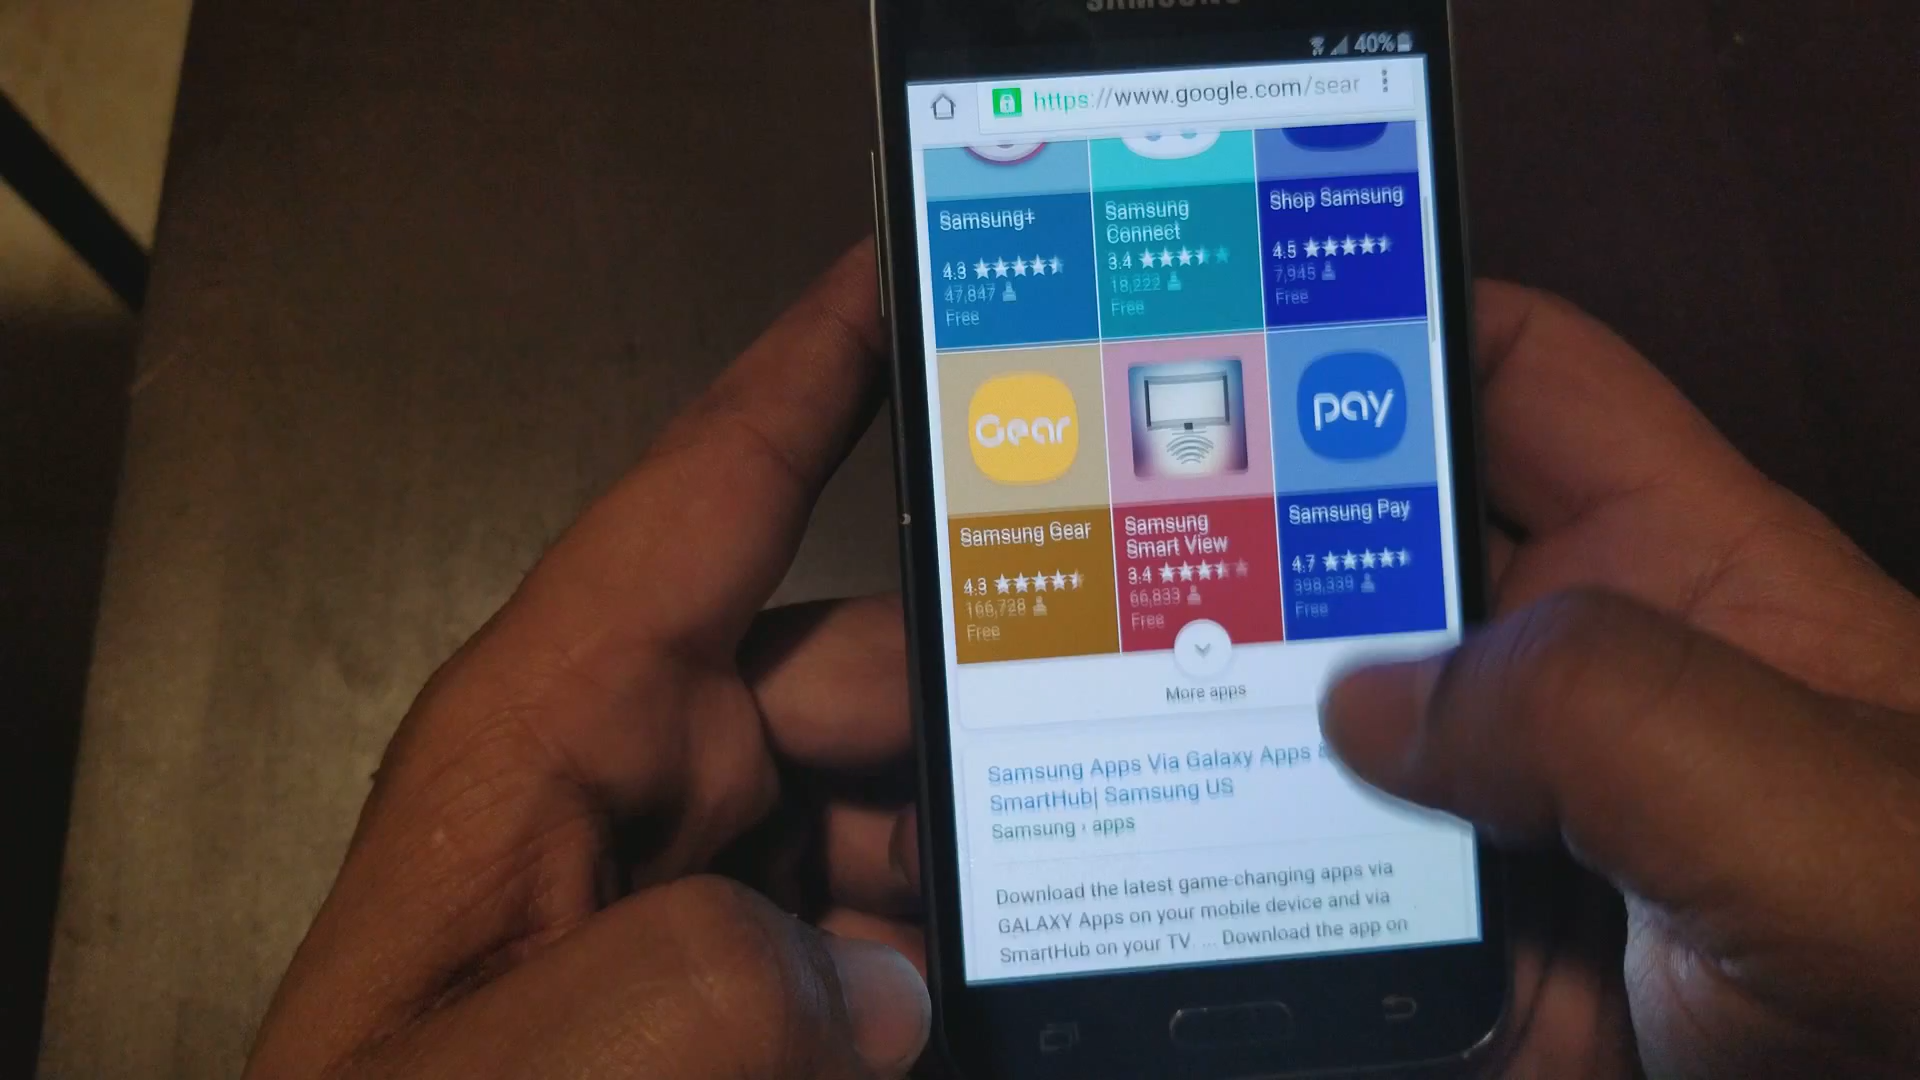 SAMSUNG
40%
https://www.google.com/sear
Samsung+
4.3
47,847
Free
Samsung
Connect
3.4
18,222
Free
Shop Samsung
4.5
7,945
Free
Gear
Samsung Gear
4.3
166,728
Free
Samsung
Smart View
3.4
66,833
Free
pay
Samsung Pay
4.7
398,339
Free
More apps
Samsung Apps Via Galaxy Apps &
SmartHub| Samsung US
Samsung › apps
Download the latest game-changing apps via
GALAXY Apps on your mobile device and via
SmartHub on your TV. ... Download the app on